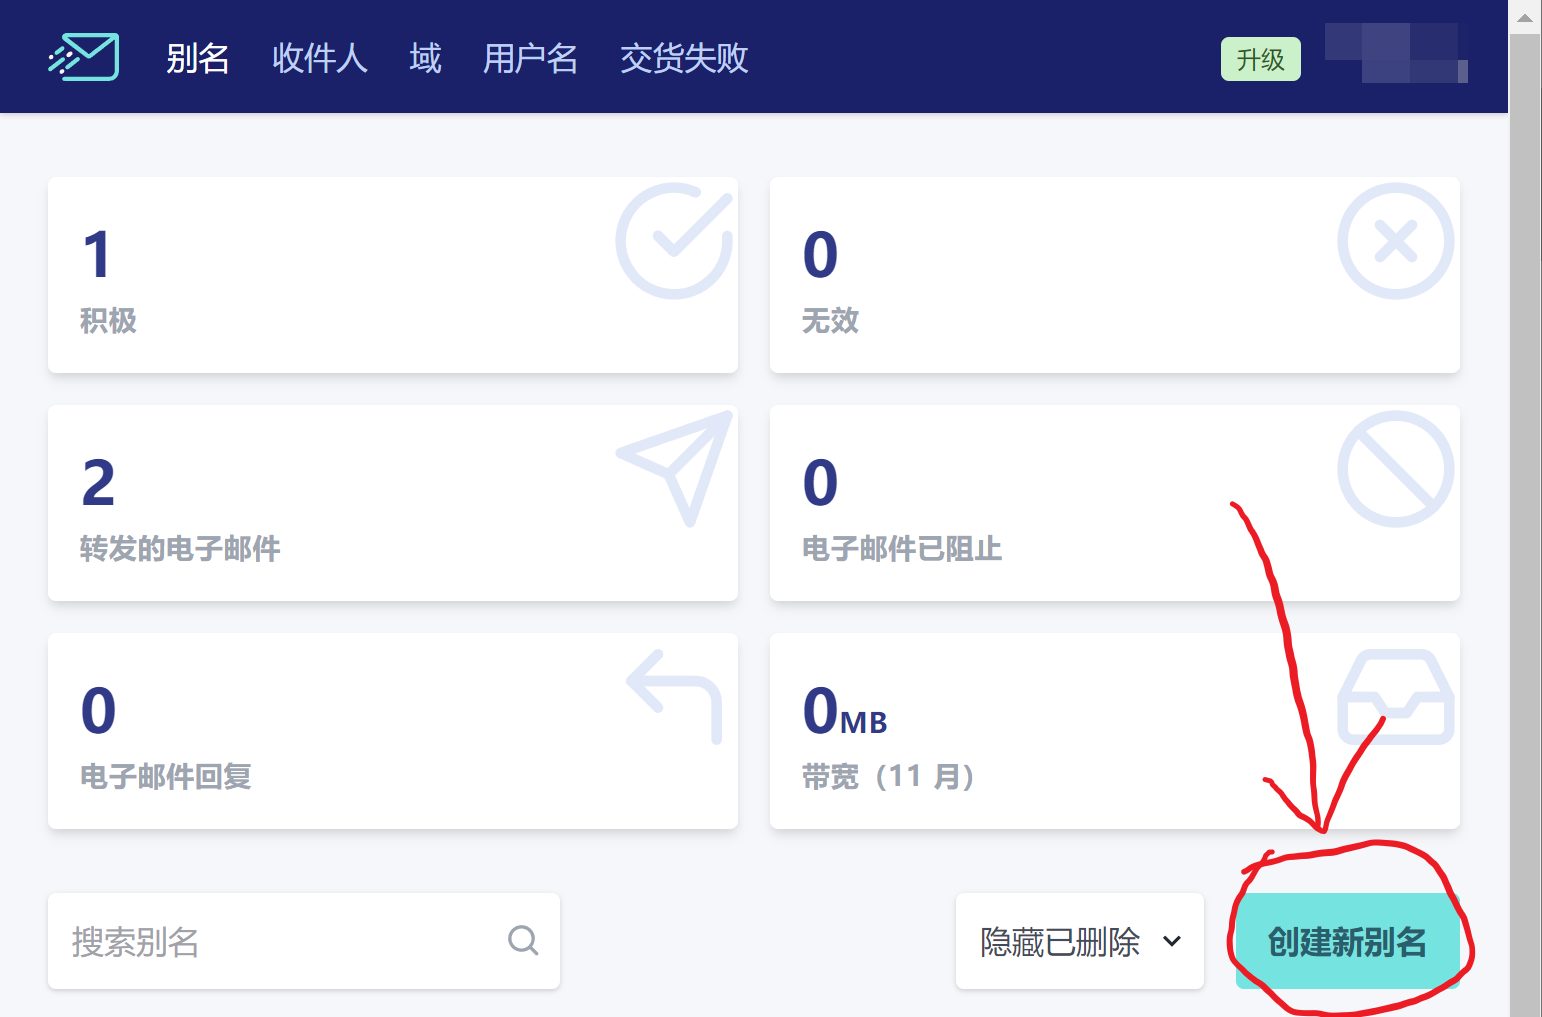 别名 收件人 域 用户名 交货失败 升级
1 0
积极 无效
2 0
转发的电子邮件 电子邮件已阻止
0 0MB
电子邮件回复 带宽（11 月）
搜索别名 隐藏已删除 创建新别名